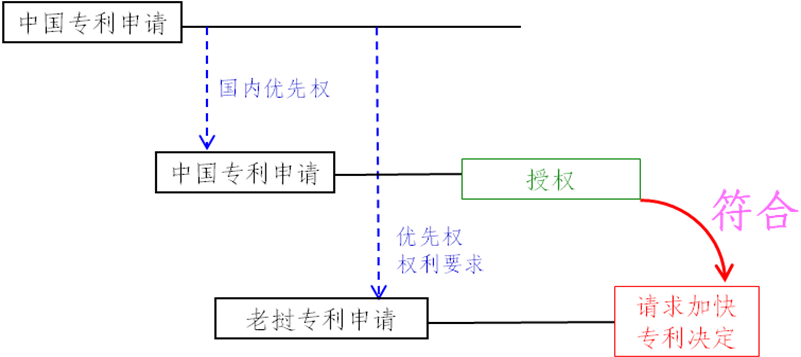 中国专利申请
国内优先权
中国专利申请
授权
符合
优先权
权利要求
老挝专利申请
请求加快
专利决定